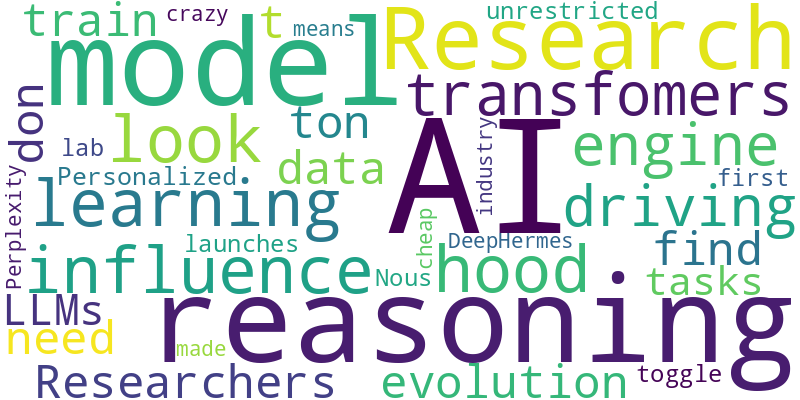 train crazy t means unrestricted
model Research
transfomers
don look ton engine
lab data AI industry
Personalized first
Perplexity learning driving
launches cheap DeepHermes find
influence Nous hood tasks
LLMs reasoning
need made
Researchers evolution toggle